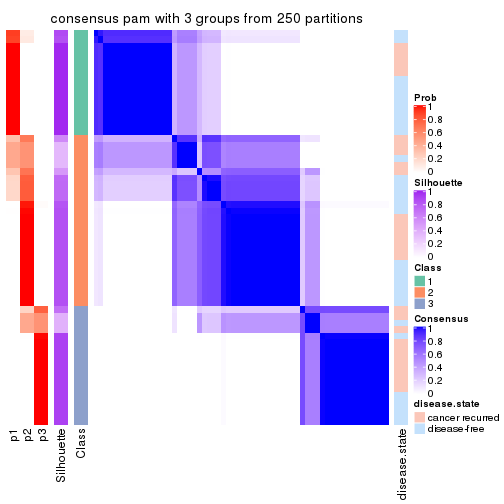 consensus pam with 3 groups from 250 partitions
Prob
1
0.8
0.6
0.4
0.2
0
Silhouette
1
0.8
0.6
0.4
0.2
0
Class
1
2
3
Consensus
1
0.8
0.6
0.4
0.2
0
disease.state
cancer recurred
disease-free
p1
p2
p3
Silhouette
Class
disease.state